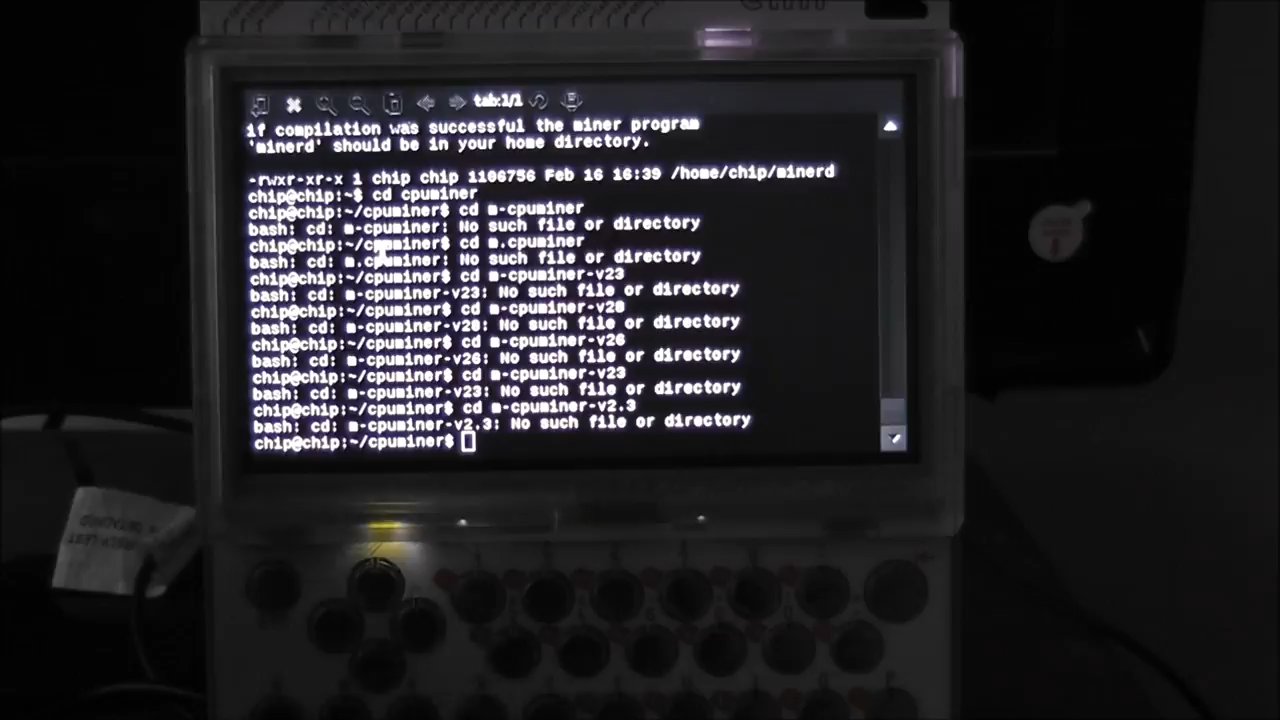 tab:1/1
if compilation was successful the miner program
'minerd' should be in your home directory.
-rwxr-xr-x 1 chip chip 1106756 Feb 16 16:39 /home/chip/minerd
chip@chip:~$ cd cpuminer
chip@chip:~/cpuminer$ cd m-cpuminer
bash: cd: m-cpuminer: No such file or directory
chip@chip:~/cpuminer$ cd m.cpuminer
bash: cd: m.cpuminer: No such file or directory
chip@chip:~/cpuminer$ cd m-cpuminer-v23
bash: cd: m-cpuminer-v23: No such file or directory
chip@chip:~/cpuminer$ cd m-cpuminer-v28
bash: cd: m-cpuminer-v28: No such file or directory
chip@chip:~/cpuminer$ cd m-cpuminer-v26
bash: cd: m-cpuminer-v26: No such file or directory
chip@chip:~/cpuminer$ cd m-cpuminer-v23
bash: cd: m-cpuminer-v23: No such file or directory
chip@chip:~/cpuminer$ cd m-cpuminer-v2.3
bash: cd: m-cpuminer-v2.3: No such file or directory
chip@chip:~/cpuminer$